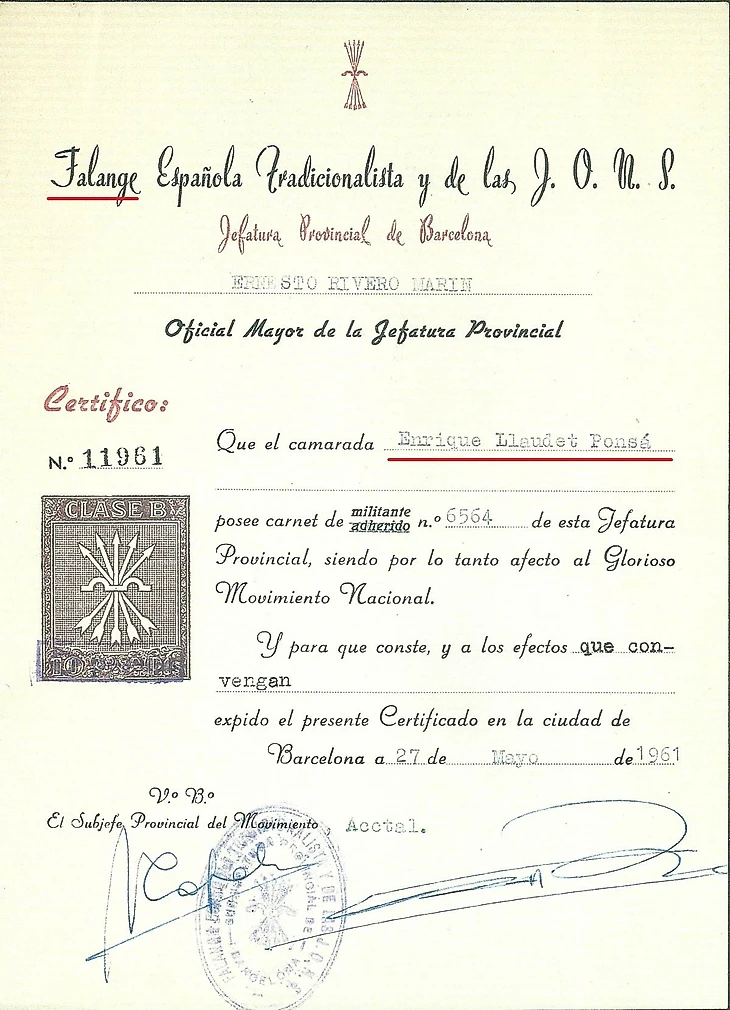 Falange Española Tradicionalista y de las J. O. N. S.
Jefatura Provincial de Barcelona
ERNESTO RIVERO MARIN
Oficial Mayor de la Jefatura Provincial
Certifico:
N.º 11961
Que el camarada Enrique Llaudet Ponsá
CLASE B
posee carnet de militante adherido n.º 6564 de esta Jefatura
Provincial, siendo por lo tanto afecto al Glorioso
Movimiento Nacional.
Y para que conste, y a los efectos que con-
vengan
expido el presente Certificado en la ciudad de
Barcelona a 27 de Mayo de 1961
V.º B.º
El Subjefe Provincial del Movimiento Acctal.
BARCELONA